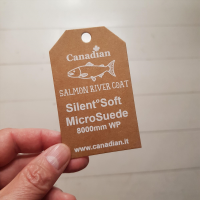 Canadian
SALMON RIVER COAT
Silent°Soft
MicroSuede
8000mm WP
www.canadian.it